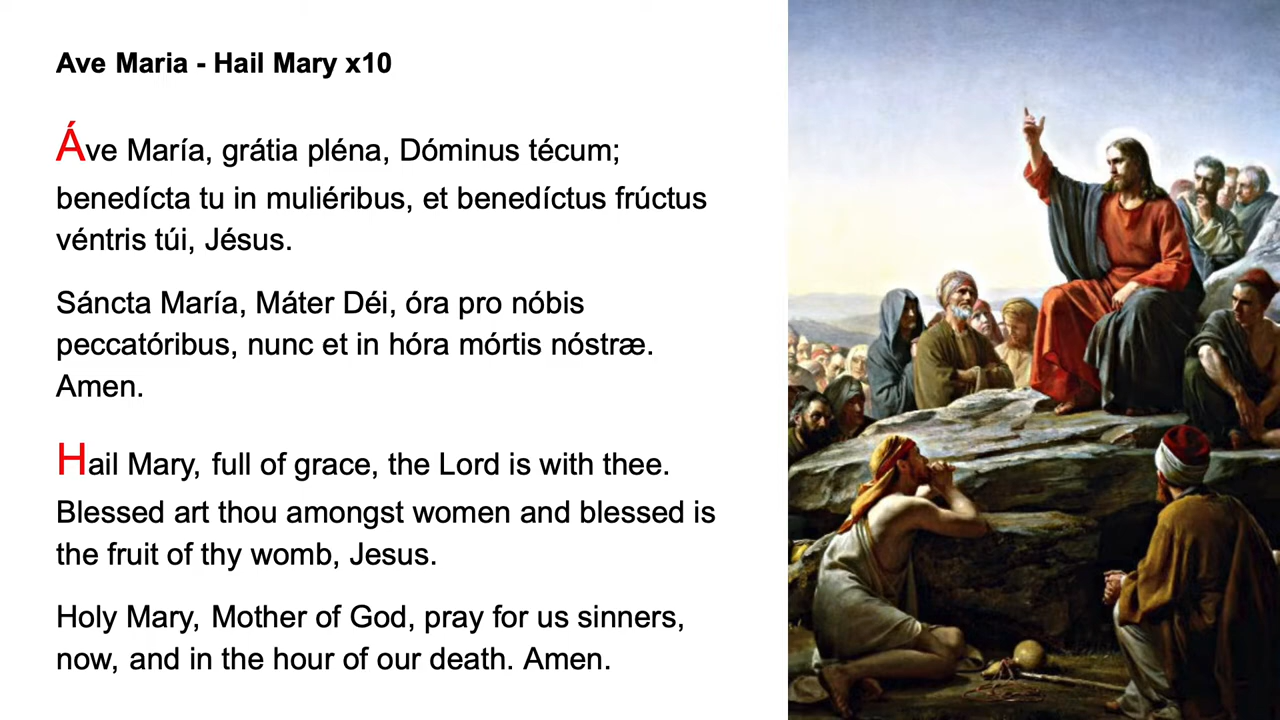 Ave Maria - Hail Mary x10
Áve María, grátia pléna, Dóminus técum;
benedícta tu in muliéribus, et benedíctus frúctus
véntris túi, Jésus.
Sáncta María, Máter Déi, óra pro nóbis
peccatóribus, nunc et in hóra mórtis nóstræ.
Amen.
Hail Mary, full of grace, the Lord is with thee.
Blessed art thou amongst women and blessed is
the fruit of thy womb, Jesus.
Holy Mary, Mother of God, pray for us sinners,
now, and in the hour of our death. Amen.